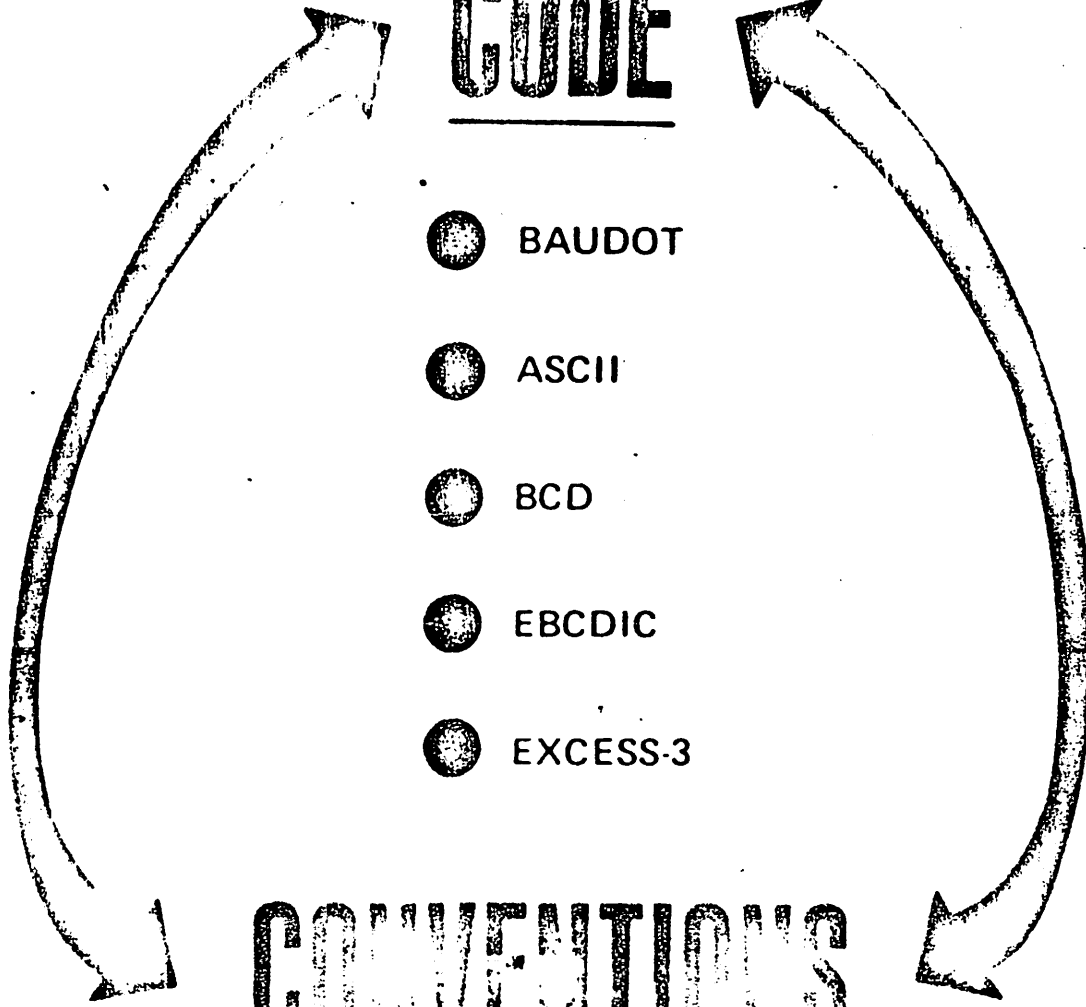 CODE
BAUDOT
ASCII
BCD
EBCDIC
EXCESS-3
CONVENTIONS